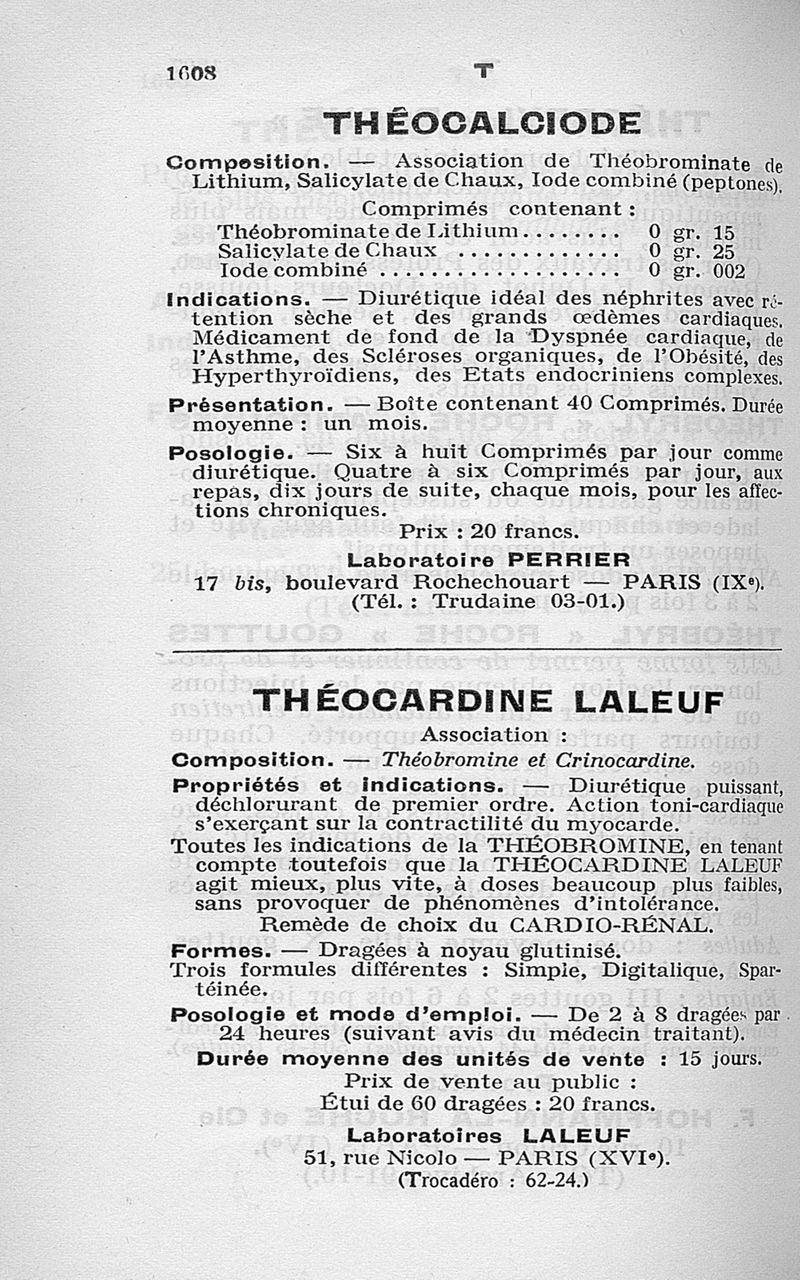 1608
T
THÉOCALCIODE
Composition. — Association de Théobrominate de
Lithium, Salicylate de Chaux, Iode combiné (peptones).
Comprimés contenant :
Théobrominate de Lithium........ 0 gr. 15
Salicylate de Chaux .............. 0 gr. 25
Iode combiné .................... 0 gr. 002
Indications. — Diurétique idéal des néphrites avec ré-
tention sèche et des grands œdèmes cardiaques.
Médicament de fond de la Dyspnée cardiaque, de
l'Asthme, des Scléroses organiques, de l'Obésité, des
Hyperthyroïdiens, des Etats endocriniens complexes.
Présentation. — Boîte contenant 40 Comprimés. Durée
moyenne : un mois.
Posologie. — Six à huit Comprimés par jour comme
diurétique. Quatre à six Comprimés par jour, aux
repas, dix jours de suite, chaque mois, pour les affec-
tions chroniques.
Prix : 20 francs.
Laboratoire PERRIER
17 bis, boulevard Rochechouart — PARIS (IXe).
(Tél. : Trudaine 03-01.)
THÉOCARDINE LALEUF
Association :
Composition. — Théobromine et Crinocardine.
Propriétés et indications. — Diurétique puissant,
déchlorurant de premier ordre. Action toni-cardiaque
s'exerçant sur la contractilité du myocarde.
Toutes les indications de la THÉOBROMINE, en tenant
compte toutefois que la THÉOCARDINE LALEUF
agit mieux, plus vite, à doses beaucoup plus faibles,
sans provoquer de phénomènes d'intolérance.
Remède de choix du CARDIO-RÉNAL.
Formes. — Dragées à noyau glutinisé.
Trois formules différentes : Simple, Digitalique, Spar-
téinée.
Posologie et mode d'emploi. — De 2 à 8 dragées par
24 heures (suivant avis du médecin traitant).
Durée moyenne des unités de vente : 15 jours.
Prix de vente au public :
Étui de 60 dragées : 20 francs.
Laboratoires LALEUF
51, rue Nicolo — PARIS (XVIe).
(Trocadéro : 62-24.)